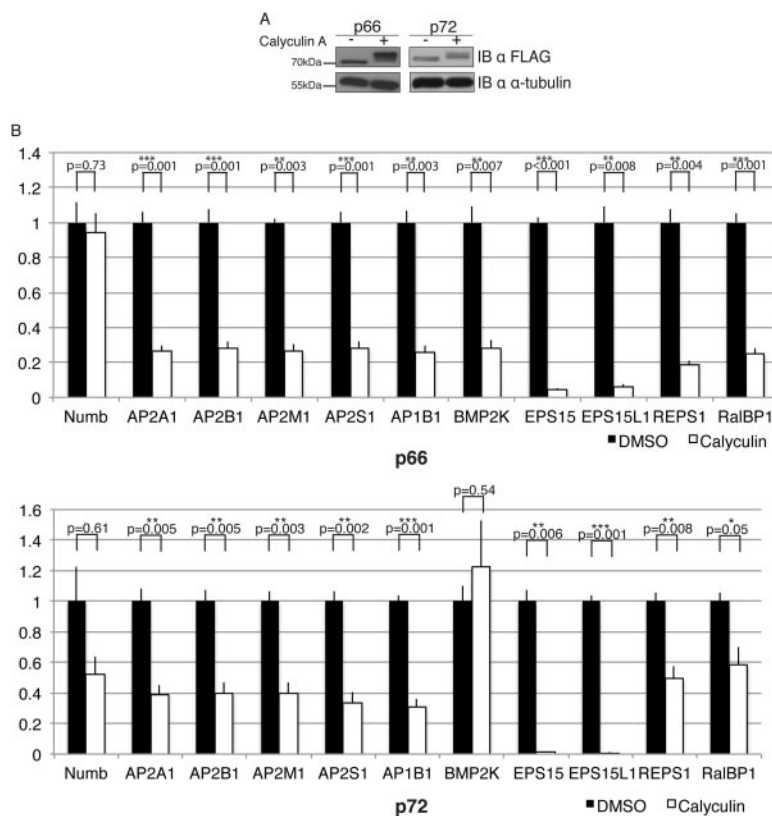 A
p66 p72
Calyculin A - + - +
70kDa IB α FLAG
55kDa IB α α-tubulin
B
1.4
*** *** ** *** ** ** *** ** ** ***
p=0.73 p=0.001 p=0.001 p=0.003 p=0.001 p=0.003 p=0.007 p<0.001 p=0.008 p=0.004 p=0.001
1.2
1
0.8
0.6
0.4
0.2
0
Numb AP2A1 AP2B1 AP2M1 AP2S1 AP1B1 BMP2K EPS15 EPS15L1 REPS1 RalBP1
DMSO Calyculin
p66
1.6
p=0.54
** ** ** ** *** ** *** ** *
p=0.61 p=0.005 p=0.005 p=0.003 p=0.002 p=0.001 p=0.006 p=0.001 p=0.008 p=0.05
1.4
1.2
1
0.8
0.6
0.4
0.2
0
Numb AP2A1 AP2B1 AP2M1 AP2S1 AP1B1 BMP2K EPS15 EPS15L1 REPS1 RalBP1
p72
DMSO Calyculin